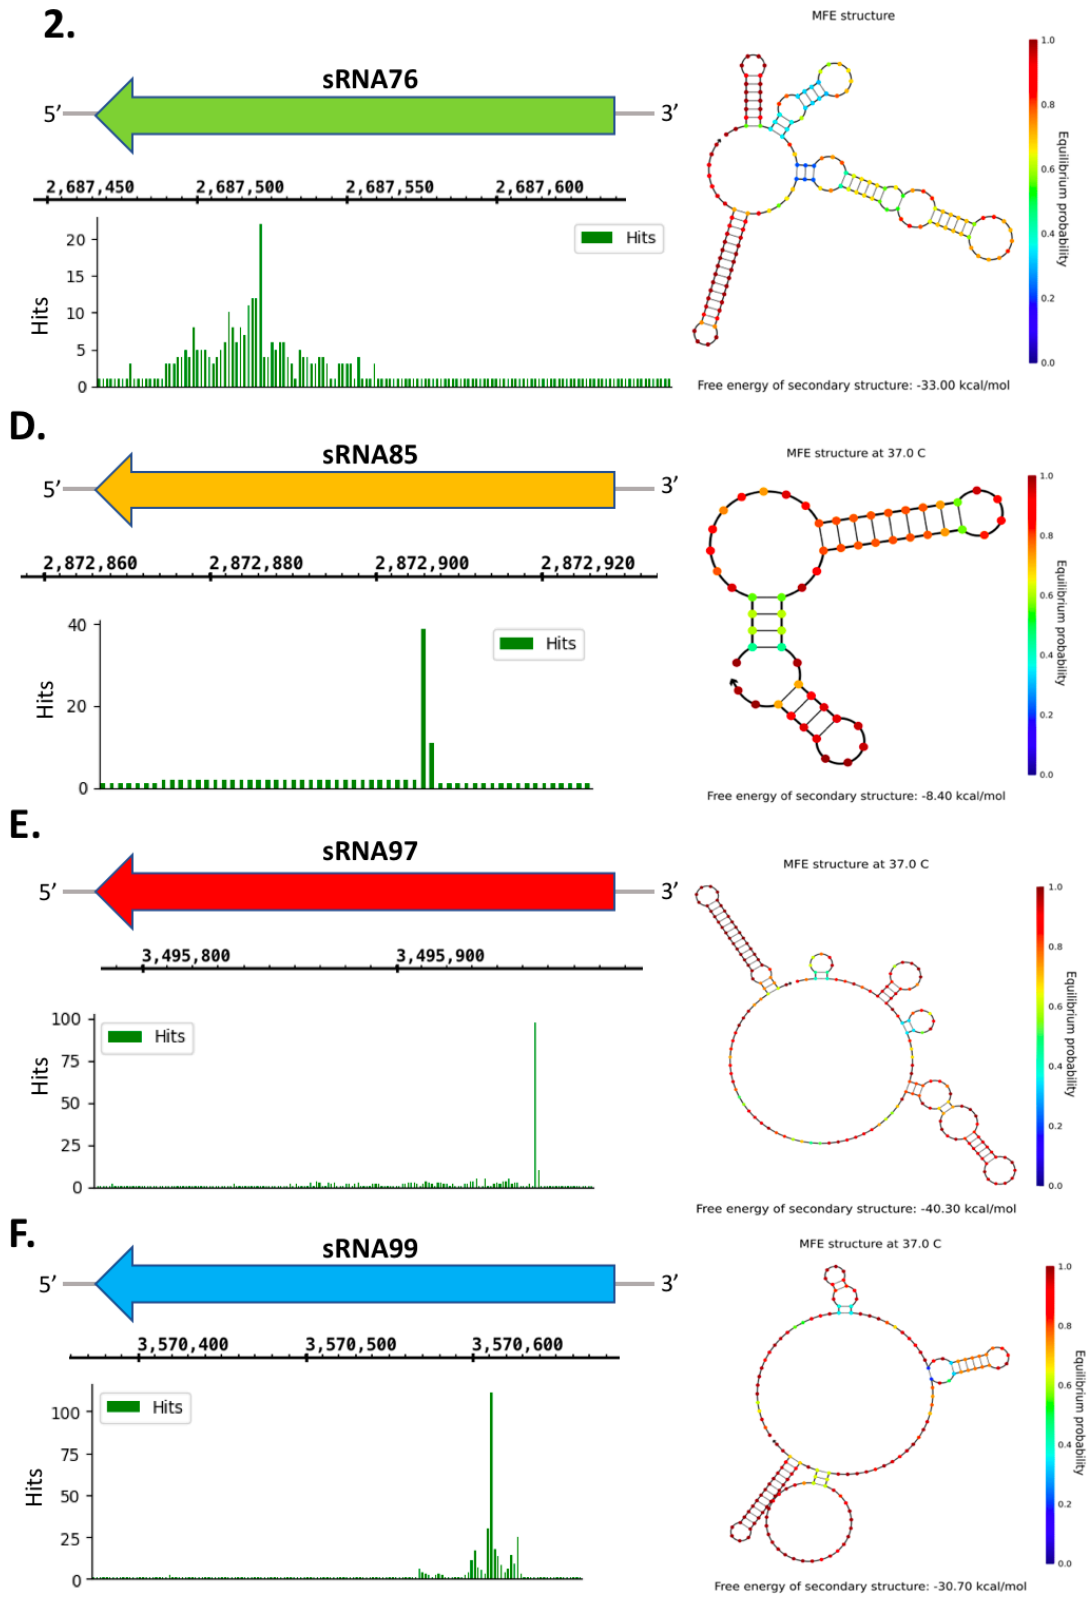 2.
MFE structure
sRNA76
5’ 3’
2,687,450 2,687,500 2,687,550 2,687,600
20
15
10
5
0
Hits
Hits
1.0
0.8
0.6
0.4
0.2
0.0
Equilibrium probability
Free energy of secondary structure: -33.00 kcal/mol
D.
MFE structure at 37.0 C
sRNA85
5’ 3’
2,872,860 2,872,880 2,872,900 2,872,920
40
20
0
Hits
Hits
1.0
0.8
0.6
0.4
0.2
0.0
Equilibrium probability
Free energy of secondary structure: -8.40 kcal/mol
E.
MFE structure at 37.0 C
sRNA97
5’ 3’
3,495,800 3,495,900
100
75
50
25
0
Hits
Hits
1.0
0.8
0.6
0.4
0.2
0.0
Equilibrium probability
Free energy of secondary structure: -40.30 kcal/mol
F.
MFE structure at 37.0 C
sRNA99
5’ 3’
3,570,400 3,570,500 3,570,600
100
75
50
25
0
Hits
Hits
1.0
0.8
0.6
0.4
0.2
0.0
Equilibrium probability
Free energy of secondary structure: -30.70 kcal/mol